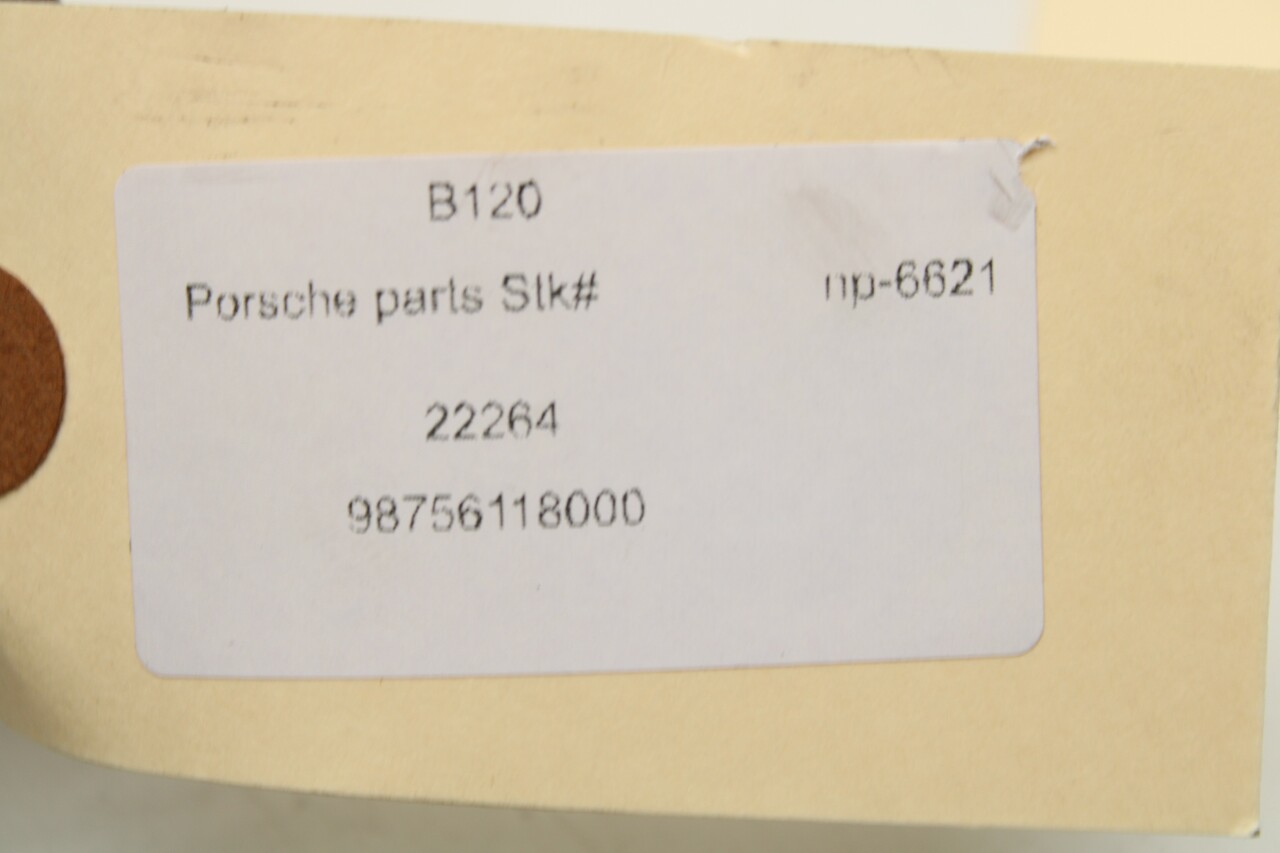 B120
Porsche parts Stk# np-6621
22264
98756118000